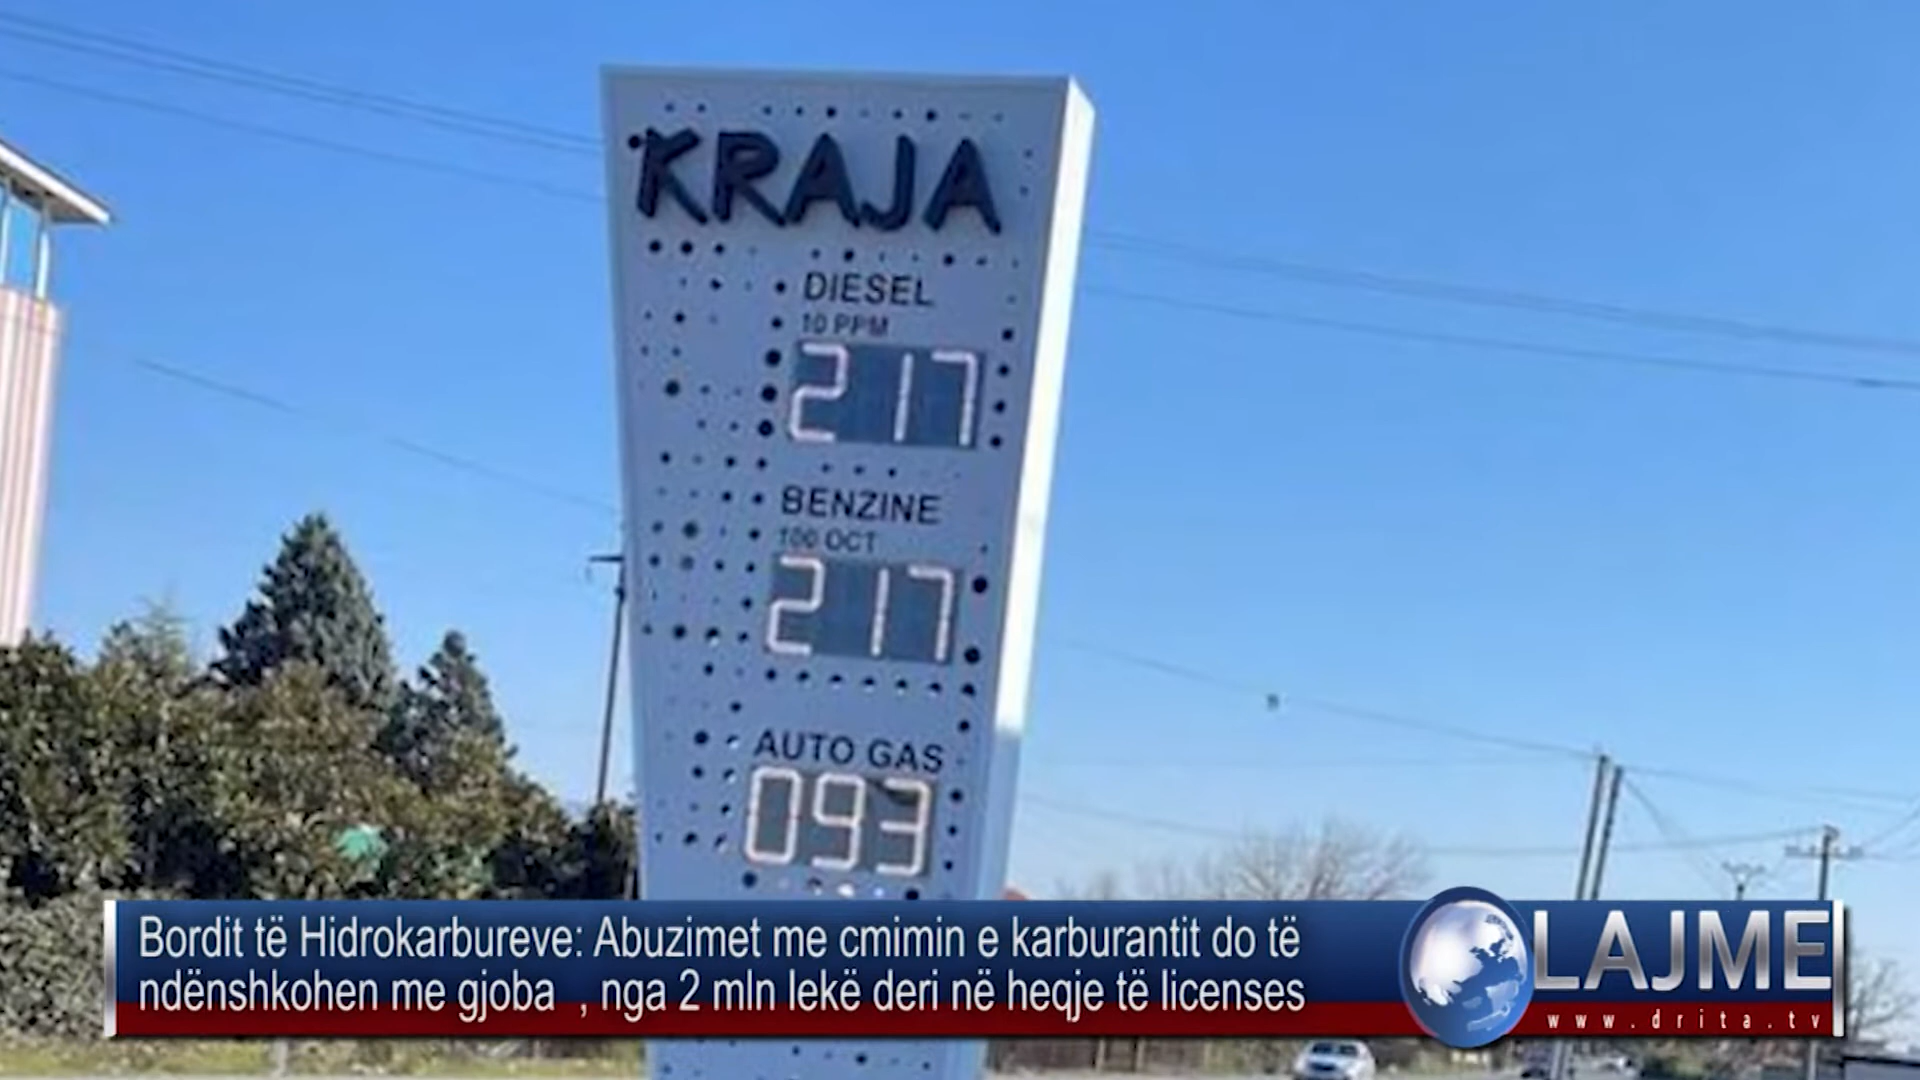 KRAJA
DIESEL
10 PPM
217
BENZINE
100 OCT
217
AUTO GAS
093
Bordit të Hidrokarbureve: Abuzimet me cmimin e karburantit do të
ndënshkohen me gjoba , nga 2 mln lekë deri në heqje të licenses
LAJME
www.drita.tv